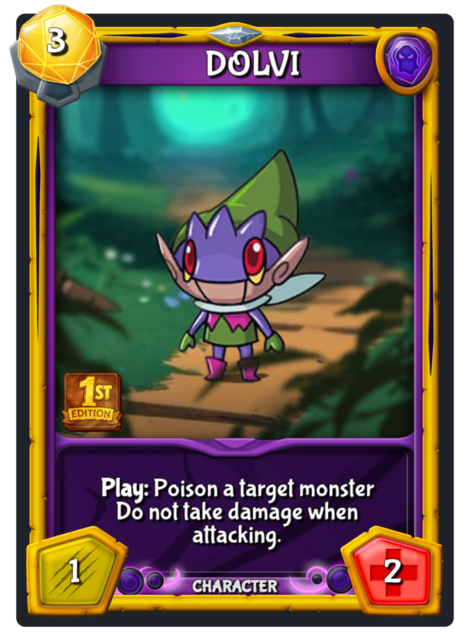 3
DOLVI
1ST
EDITION
Play: Poison a target monster
Do not take damage when
attacking.
1
2
CHARACTER